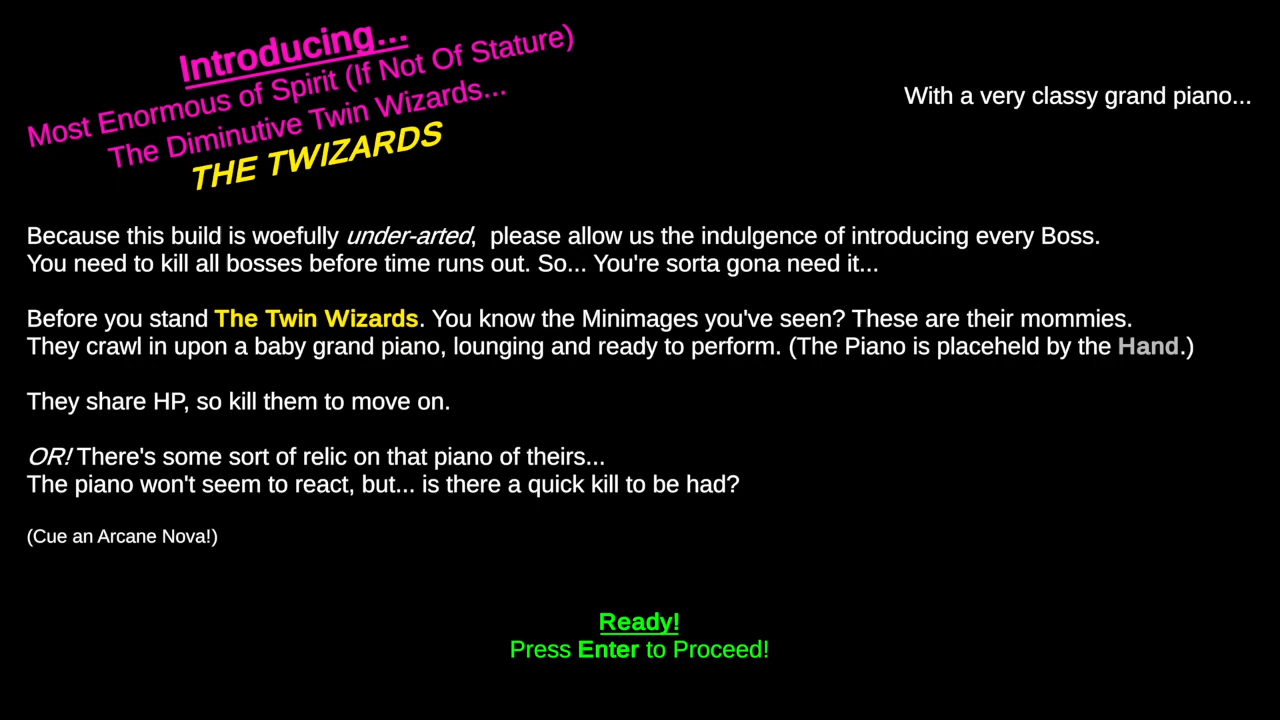 Introducing...
Most Enormous of Spirit (If Not Of Stature)
The Diminutive Twin Wizards...
THE TWIZARDS
With a very classy grand piano...
Because this build is woefully under-arted,  please allow us the indulgence of introducing every Boss.
You need to kill all bosses before time runs out. So... You're sorta gona need it...
Before you stand The Twin Wizards. You know the Minimages you've seen? These are their mommies.
They crawl in upon a baby grand piano, lounging and ready to perform. (The Piano is placeheld by the Hand.)
They share HP, so kill them to move on.
OR! There's some sort of relic on that piano of theirs...
The piano won't seem to react, but... is there a quick kill to be had?
(Cue an Arcane Nova!)
Ready!
Press Enter to Proceed!